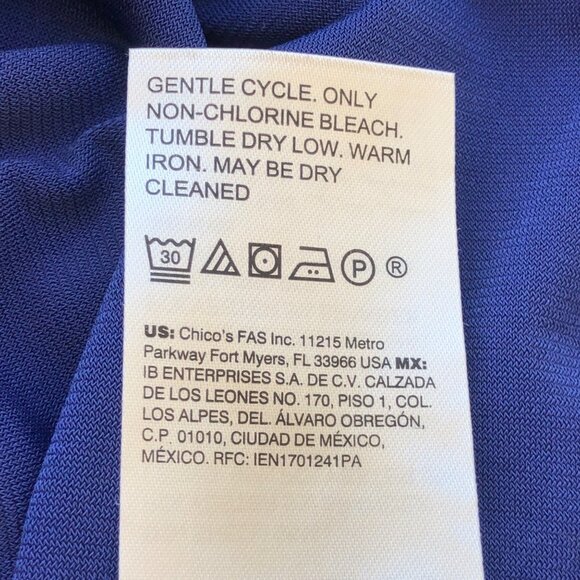 GENTLE CYCLE. ONLY
NON-CHLORINE BLEACH.
TUMBLE DRY LOW. WARM
IRON. MAY BE DRY
CLEANED
30 P ®
US: Chico's FAS Inc. 11215 Metro
Parkway Fort Myers, FL 33966 USA MX:
IB ENTERPRISES S.A. DE C.V. CALZADA
DE LOS LEONES NO. 170, PISO 1, COL.
LOS ALPES, DEL. ÁLVARO OBREGÓN,
C.P. 01010, CIUDAD DE MÉXICO,
MÉXICO. RFC: IEN1701241PA